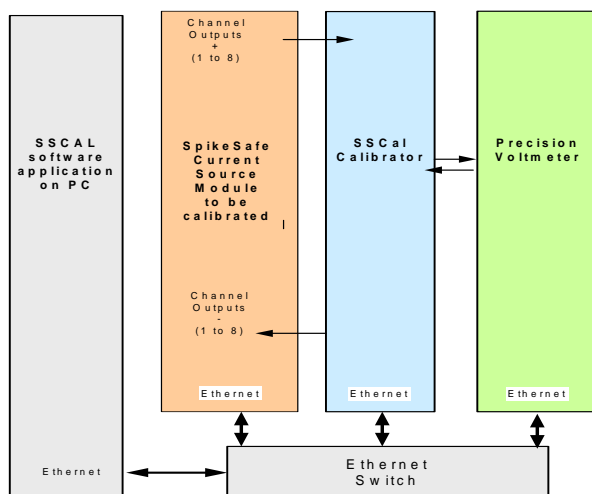 SSCAL
software
application
on PC
Ethernet
Channel
Outputs
+
(1 to 8)
SpikeSafe
Current
Source
Module
to be
calibrated
Channel
Outputs
-
(1 to 8)
Ethernet
SSCal
Calibrator
Ethernet
Precision
Voltmeter
Ethernet
Ethernet
Switch